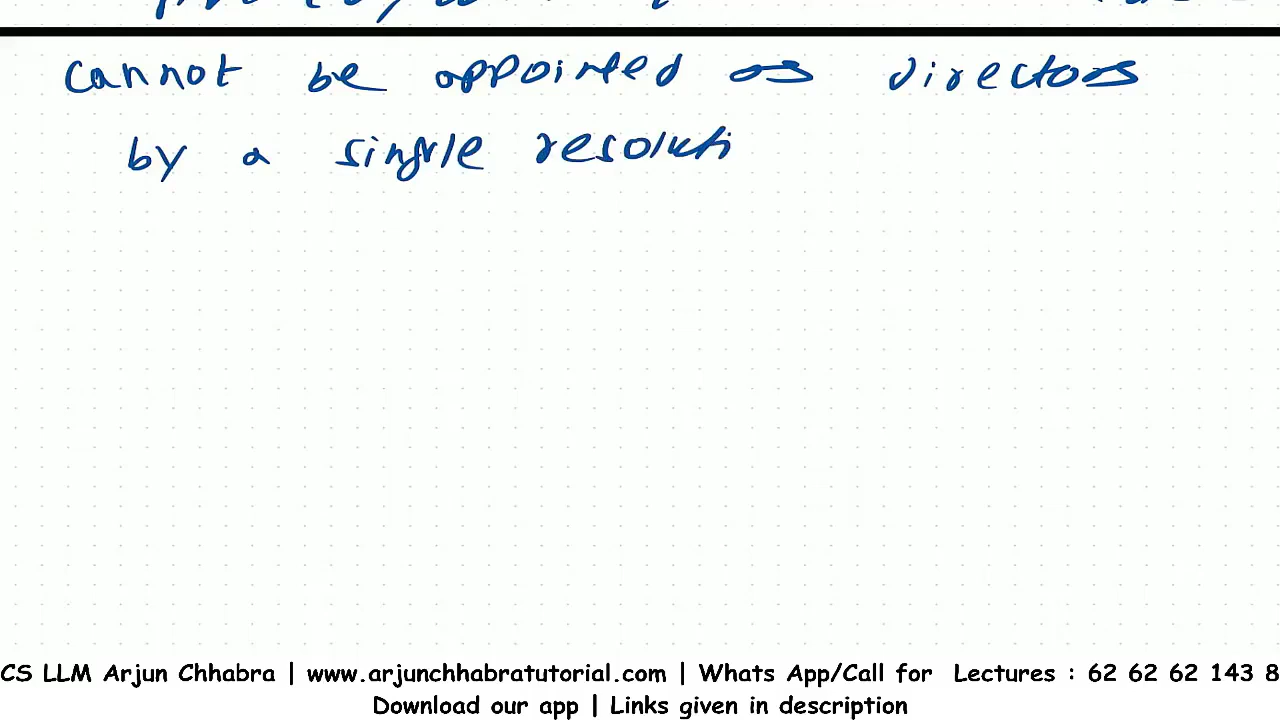 cannot be appointed as directors
by a single resoluti
CS LLM Arjun Chhabra | www.arjunchhabratutorial.com | Whats App/Call for Lectures : 62 62 62 143 8
Download our app | Links given in description